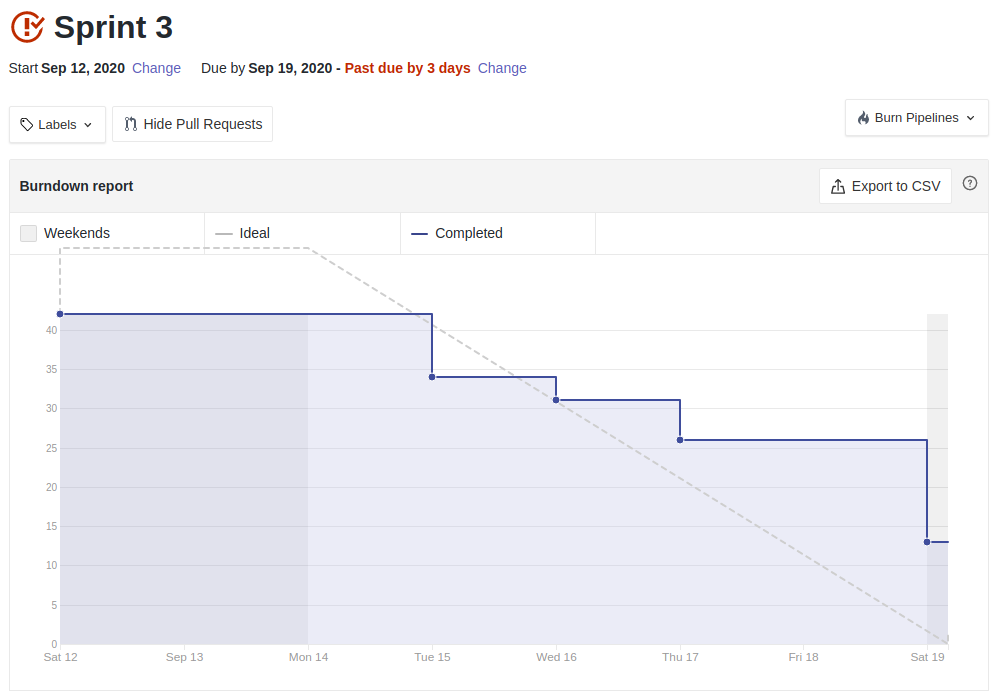 Sprint 3
Start Sep 12, 2020 Change Due by Sep 19, 2020 - Past due by 3 days Change
Labels Hide Pull Requests Burn Pipelines
Burndown report Export to CSV ?
Weekends Ideal Completed
40
35
30
25
20
15
10
5
0
Sat 12 Sep 13 Mon 14 Tue 15 Wed 16 Thu 17 Fri 18 Sat 19